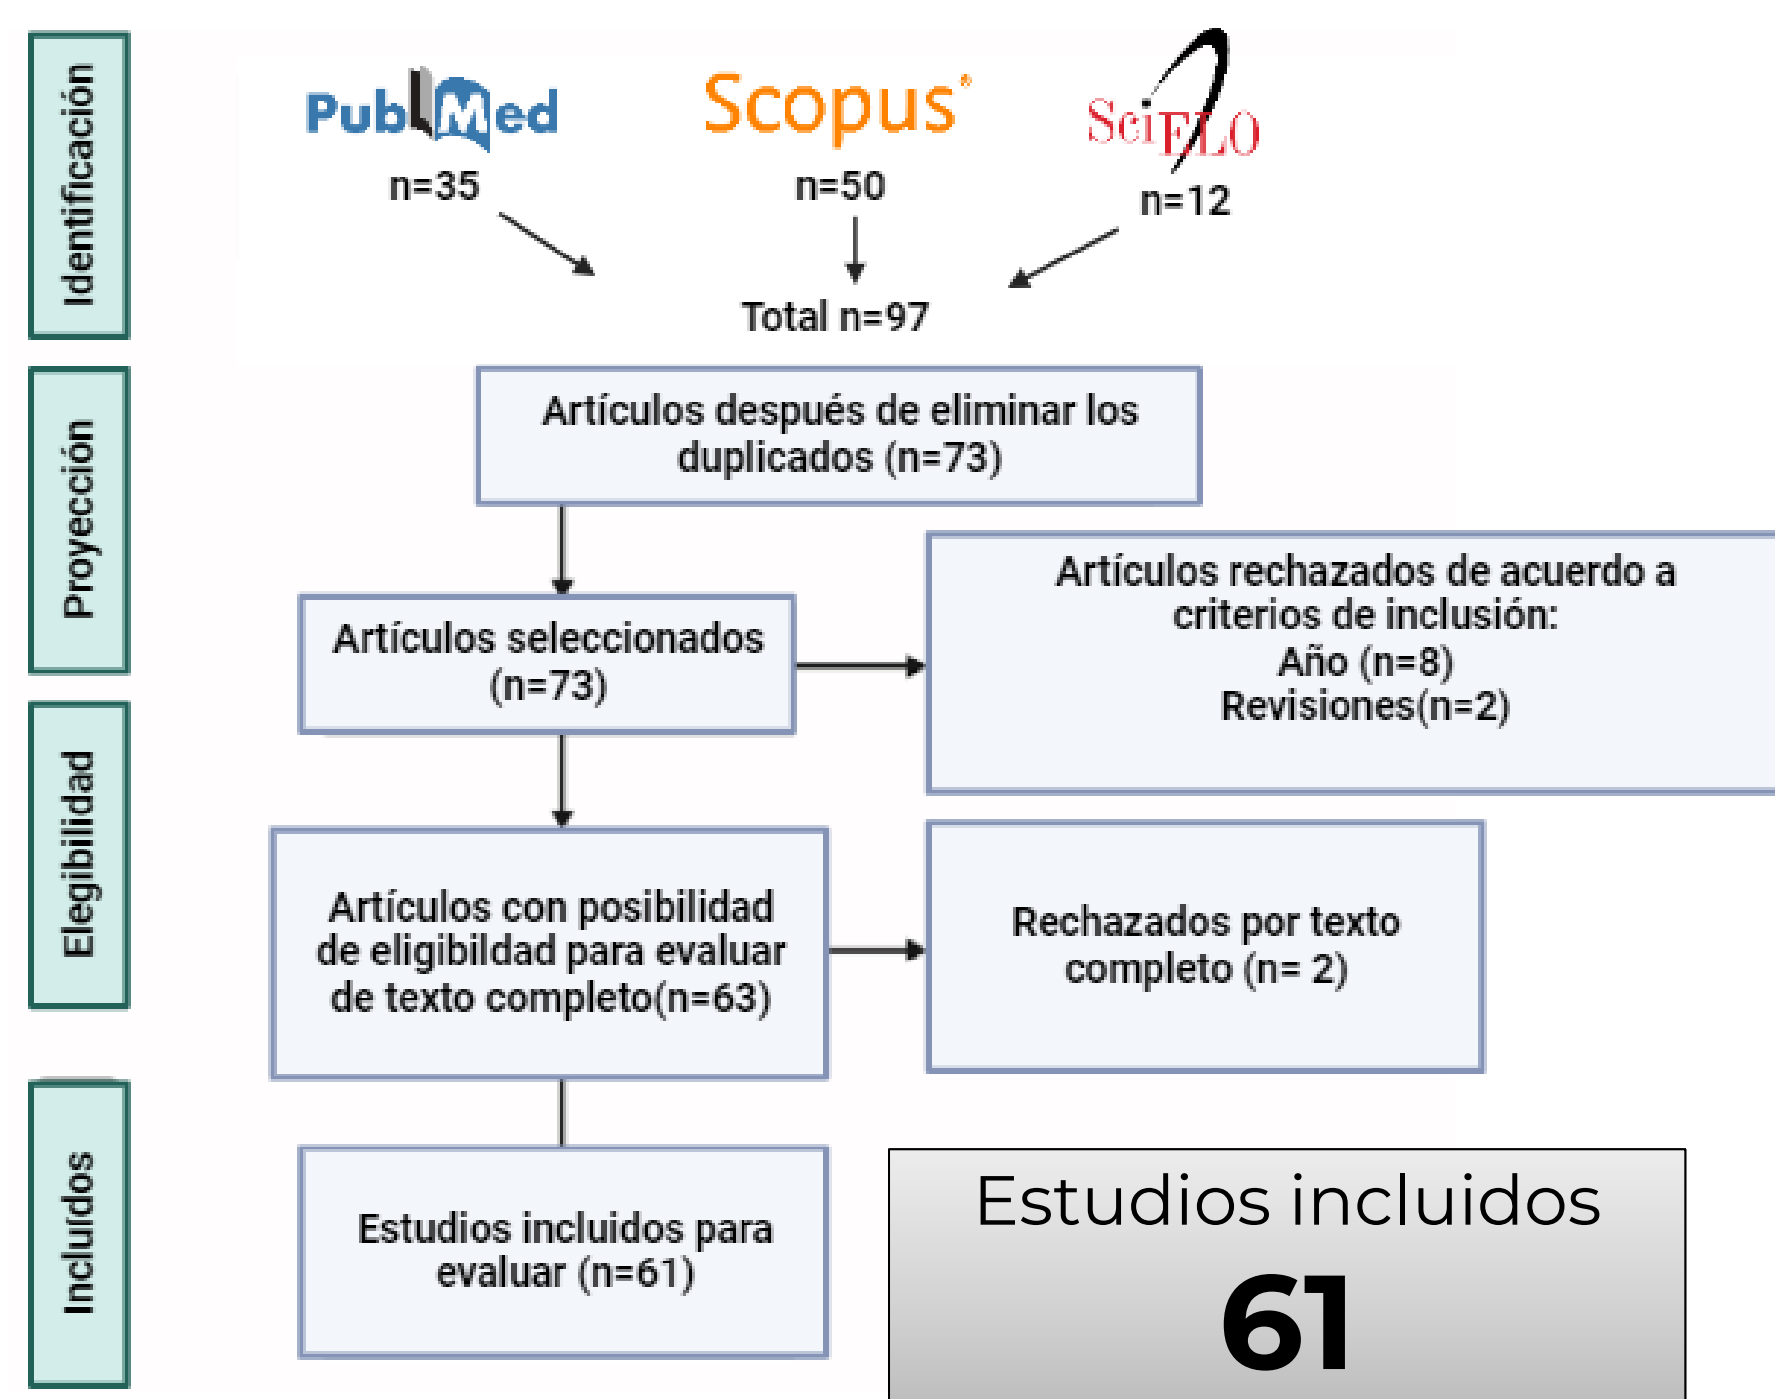 Identificación
PubMed
Scopus®
SciELO
n=35
n=50
n=12
Total n=97
Proyección
Artículos después de eliminar los
duplicados (n=73)
Artículos seleccionados
(n=73)
Artículos rechazados de acuerdo a
criterios de inclusión:
Año (n=8)
Revisiones(n=2)
Elegibilidad
Artículos con posibilidad
de eligibildad para evaluar
de texto completo(n=63)
Rechazados por texto
completo (n= 2)
Incluídos
Estudios incluidos para
evaluar (n=61)
Estudios incluidos
61